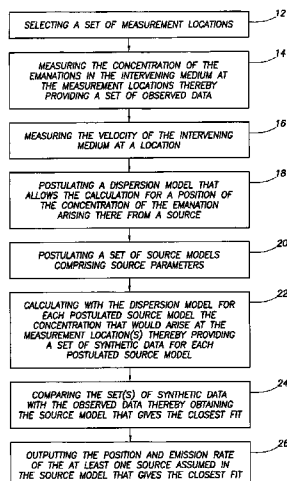 SELECTING A SET OF MEASUREMENT LOCATIONS
12
MEASURING THE CONCENTRATION OF THE
EMANATIONS IN THE INTERVENING MEDIUM AT
THE MEASUREMENT LOCATIONS THEREBY
PROVIDING A SET OF OBSERVED DATA
14
MEASURING THE VELOCITY OF THE INTERVENING
MEDIUM AT A LOCATION
16
POSTULATING A DISPERSION MODEL THAT
ALLOWS THE CALCULATION FOR A POSITION OF
THE CONCENTRATION OF THE EMANATION
ARISING THERE FROM A SOURCE
18
POSTULATING A SET OF SOURCE MODELS
COMPRISING SOURCE PARAMETERS
20
CALCULATING WITH THE DISPERSION MODEL FOR
EACH POSTULATED SOURCE MODEL THE
CONCENTRATION THAT WOULD ARISE AT THE
MEASUREMENT LOCATION(S) THEREBY PROVIDING
A SET OF SYNTHETIC DATA FOR EACH
POSTULATED SOURCE MODEL
22
COMPARING THE SET(S) OF SYNTHETIC DATA
WITH THE OBSERVED DATA THEREBY OBTAINING
THE SOURCE MODEL THAT GIVES THE CLOSEST FIT
24
OUTPUTTING THE POSITION AND EMISSION RATE
OF THE AT LEAST ONE SOURCE ASSUMED IN
THE SOURCE MODEL THAT GIVES THE CLOSEST FIT
26